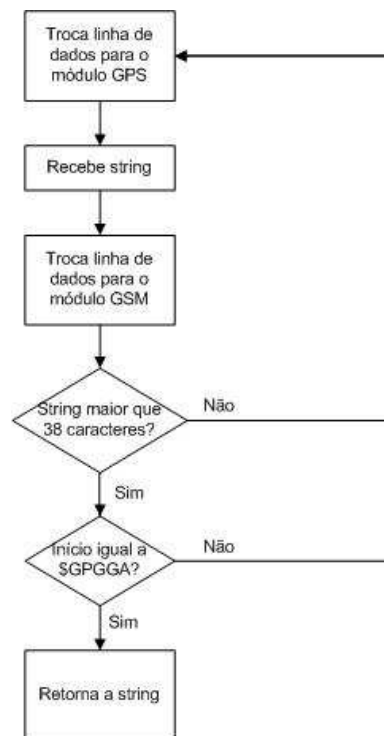 Troca linha de
dados para o
módulo GPS
Recebe string
Troca linha de
dados para o
módulo GSM
String maior que
38 caracteres?
Não
Sim
Início igual a
$GPGGA?
Não
Sim
Retorna a string